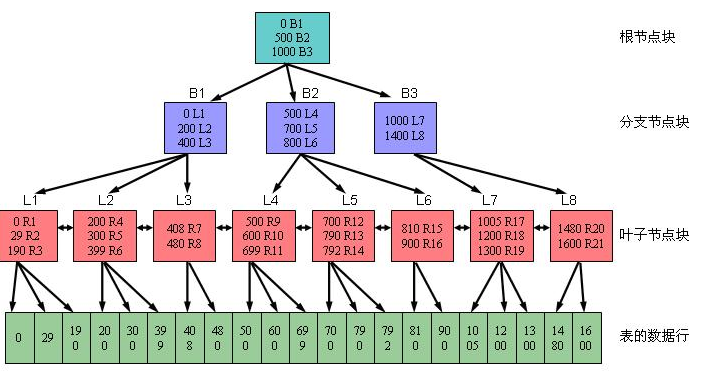 0 B1
500 B2
1000 B3
根节点块
B1
B2
B3
0 L1
200 L2
400 L3
500 L4
700 L5
800 L6
1000 L7
1400 L8
分支节点块
L1
L2
L3
L4
L5
L6
L7
L8
0 R1
29 R2
190 R3
200 R4
300 R5
399 R6
408 R7
480 R8
500 R9
600 R10
699 R11
700 R12
790 R13
792 R14
810 R15
900 R16
1005 R17
1200 R18
1300 R19
1480 R20
1600 R21
叶子节点块
0
29
19
0
20
0
30
0
39
9
40
8
48
0
50
0
60
0
69
9
70
0
79
0
79
2
81
0
90
0
10
05
12
00
13
00
14
80
16
00
表的数据行